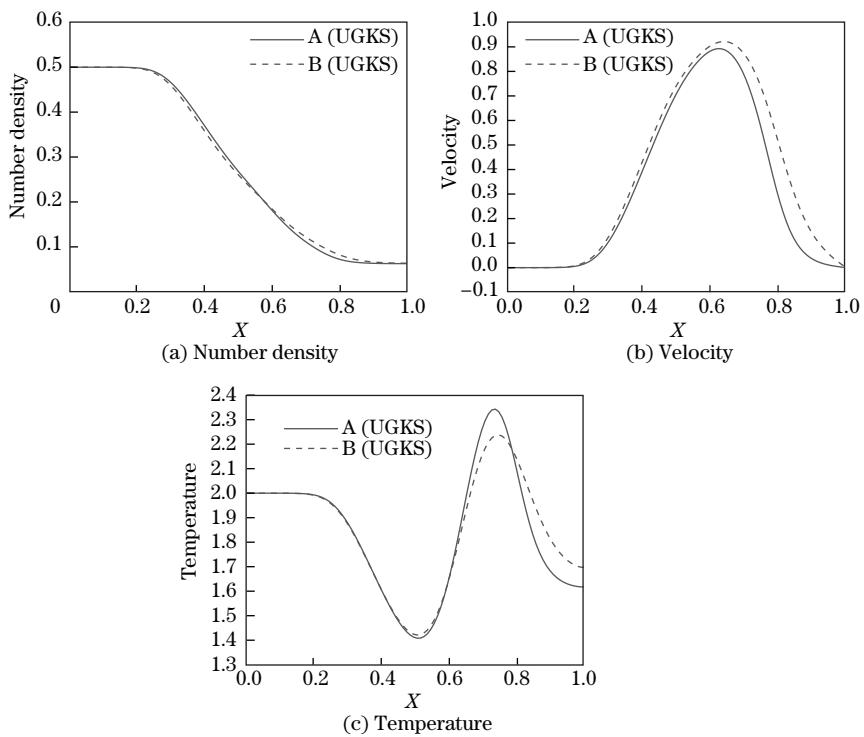 0.6
0.5
0.4
0.3
0.2
0.1
Number density
A (UGKS)
B (UGKS)
0 0.2 0.4 0.6 0.8 1.0
X
(a) Number density
1.0
0.9
0.8
0.7
0.6
0.5
0.4
0.3
0.2
0.1
0.0
−0.1
Velocity
A (UGKS)
B (UGKS)
0.0 0.2 0.4 0.6 0.8 1.0
X
(b) Velocity
2.4
2.3
2.2
2.1
2.0
1.9
1.8
1.7
1.6
1.5
1.4
1.3
Temperature
A (UGKS)
B (UGKS)
0.0 0.2 0.4 0.6 0.8 1.0
X
(c) Temperature